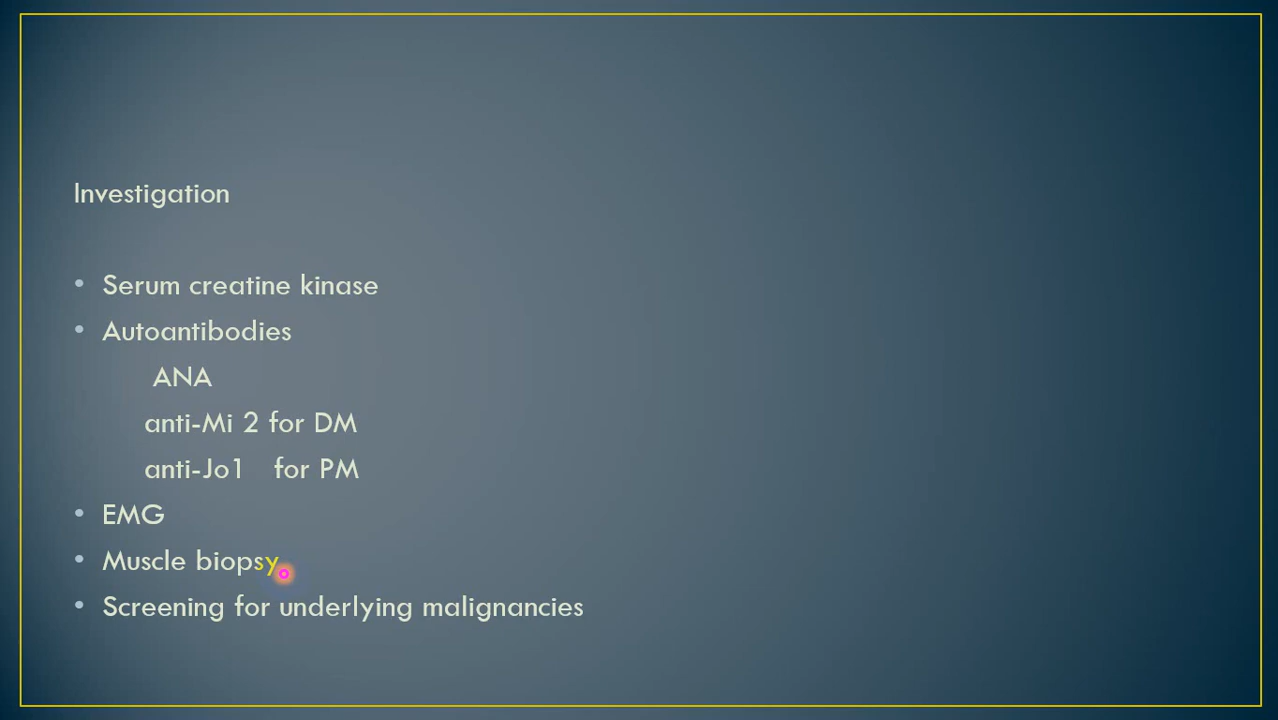 Investigation
• Serum creatine kinase
• Autoantibodies
ANA
anti-Mi 2 for DM
anti-Jo1 for PM
• EMG
• Muscle biopsy
• Screening for underlying malignancies